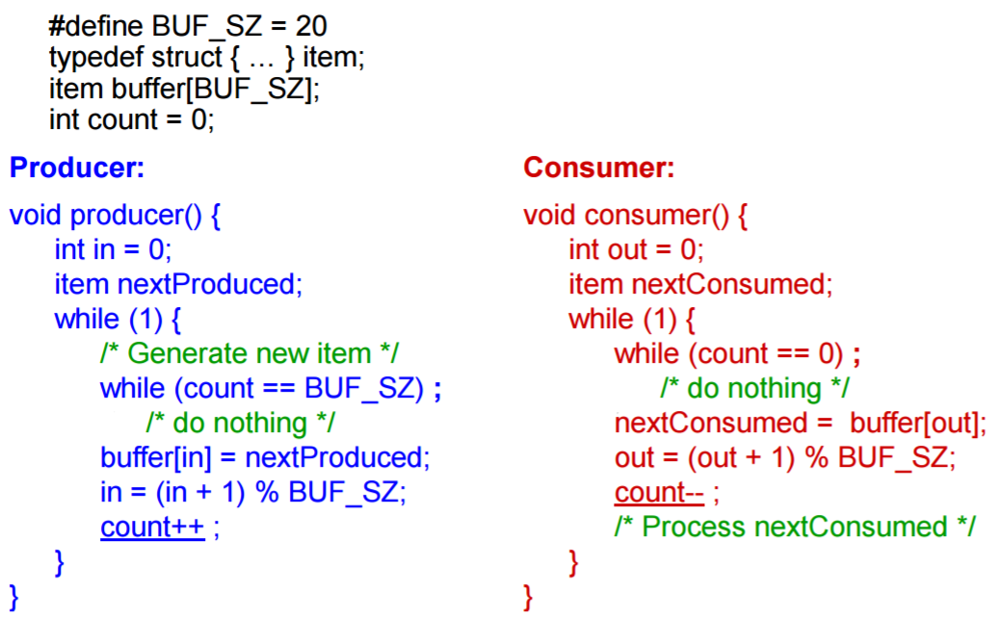 #define BUF_SZ = 20
typedef struct { … } item;
item buffer[BUF_SZ];
int count = 0;
Producer:
void producer() {
int in = 0;
item nextProduced;
while (1) {
/* Generate new item */
while (count == BUF_SZ) ;
/* do nothing */
buffer[in] = nextProduced;
in = (in + 1) % BUF_SZ;
count++ ;
}
}
Consumer:
void consumer() {
int out = 0;
item nextConsumed;
while (1) {
while (count == 0) ;
/* do nothing */
nextConsumed = buffer[out];
out = (out + 1) % BUF_SZ;
count-- ;
/* Process nextConsumed */
}
}